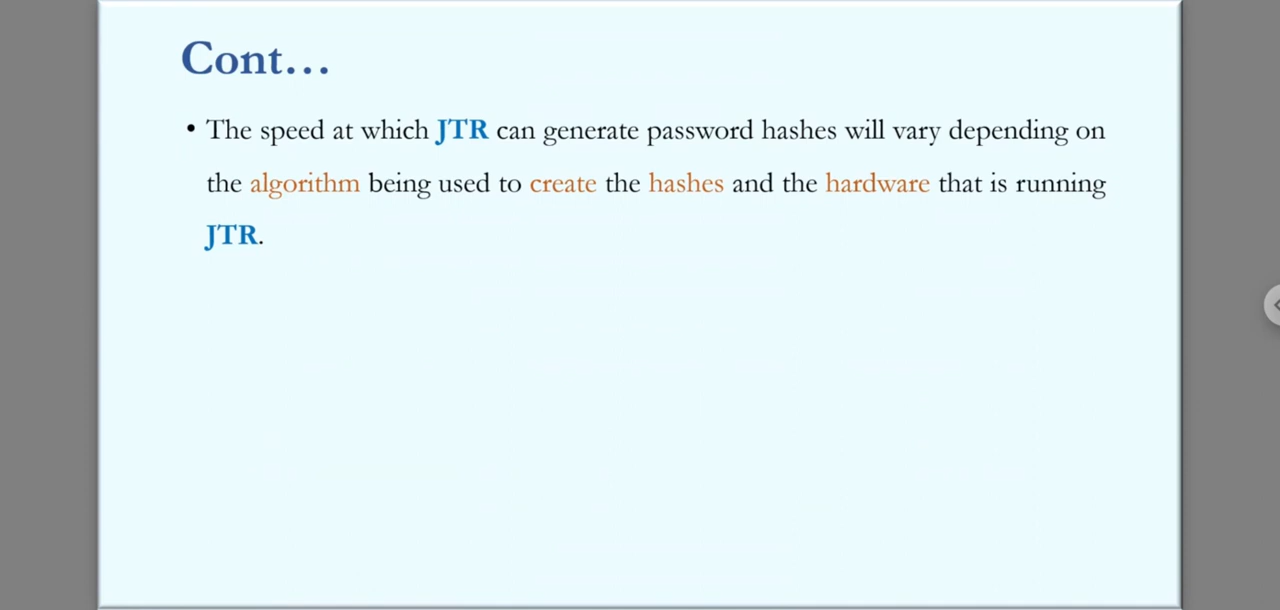 Cont…
• The speed at which JTR can generate password hashes will vary depending on
the algorithm being used to create the hashes and the hardware that is running
JTR.